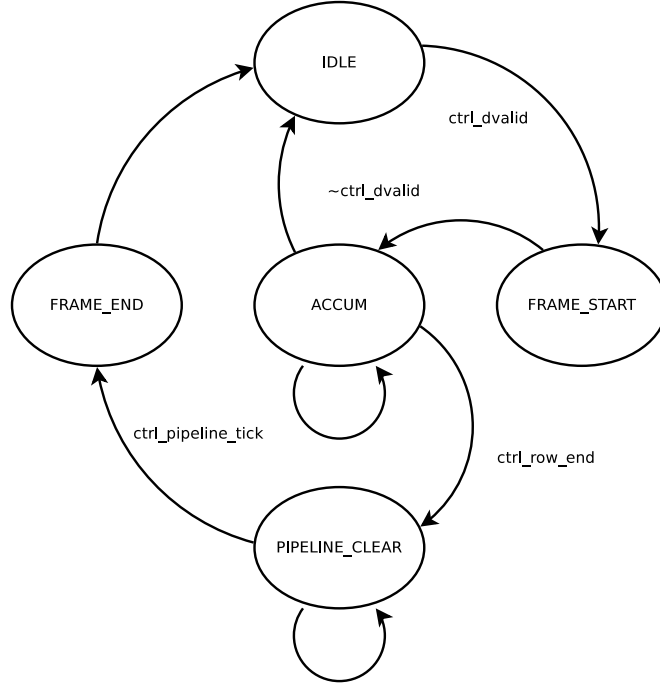 IDLE
ctrl_dvalid
~ctrl_dvalid
FRAME_END
ACCUM
FRAME_START
ctrl_pipeline_tick
ctrl_row_end
PIPELINE_CLEAR